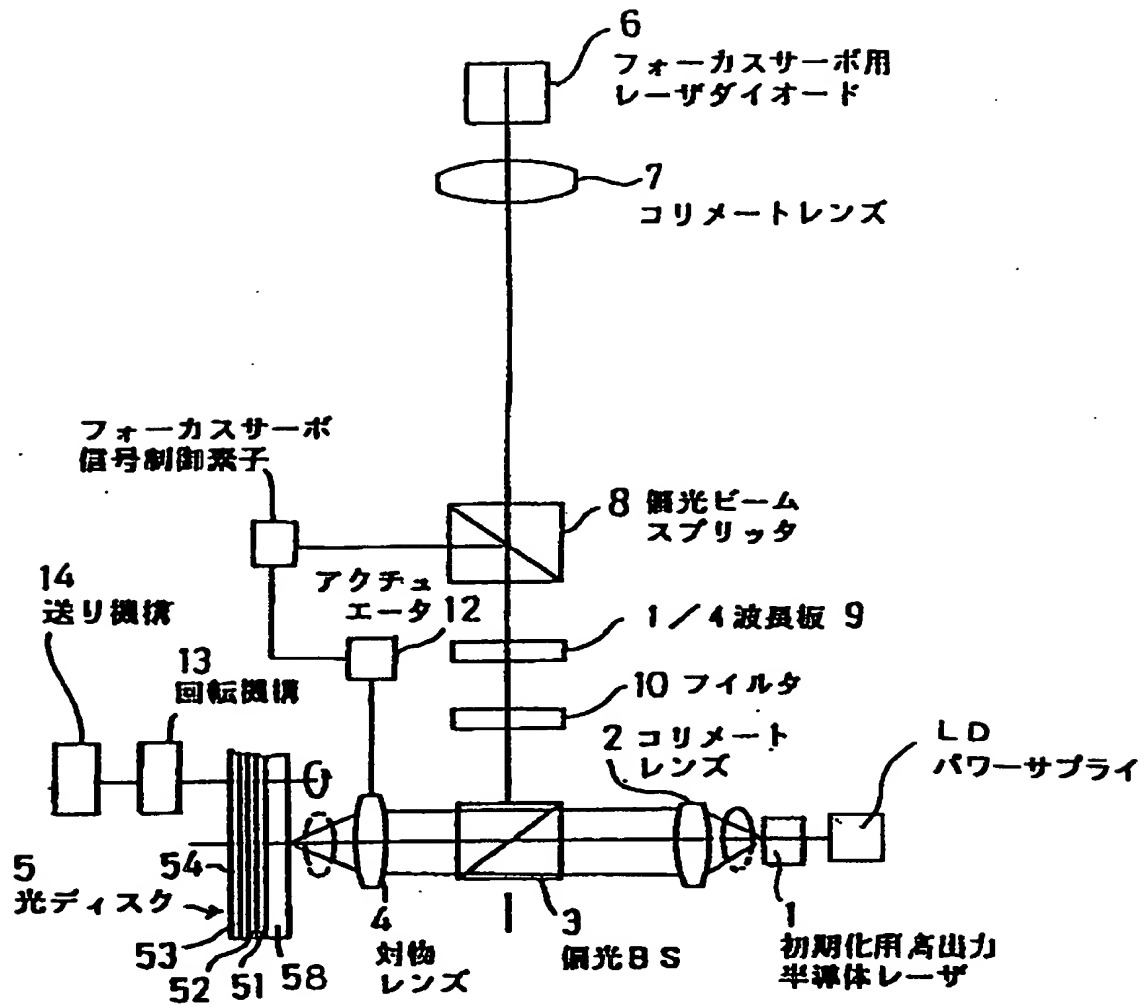 6
フォーカスサーボ用
レーザダイオード
7
コリメートレンズ
フォーカスサーボ
信号制御素子
8 偏光ビーム
スプリッタ
14
送り機構
アクチュ
エータ 12
1/4波長板 9
13
回転機構
10 フィルタ
2 コリメート
レンズ
LD
パワーサプライ
5
光ディスク
54
53
52
51
58
4
対物
レンズ
3
偏光BS
1
初期化用高出力
半導体レーザ